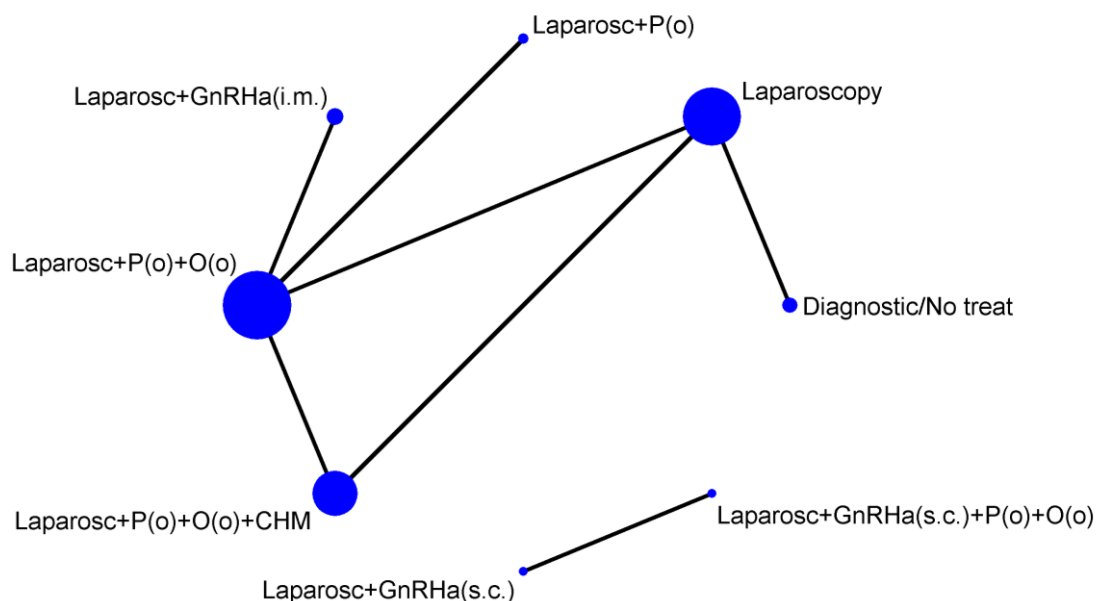 Laparosc+P(o)
Laparosc+GnRHa(i.m.)
Laparoscopy
Laparosc+P(o)+O(o)
Diagnostic/No treat
Laparosc+P(o)+O(o)+CHM
Laparosc+GnRHa(s.c.)+P(o)+O(o)
Laparosc+GnRHa(s.c.)